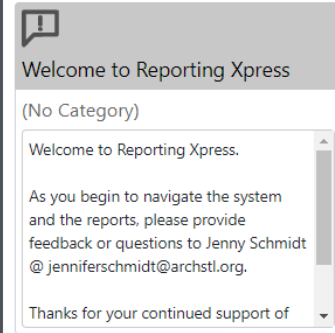 Welcome to Reporting Xpress
(No Category)
Welcome to Reporting Xpress.
As you begin to navigate the system
and the reports, please provide
feedback or questions to Jenny Schmidt
@ jenniferschmidt@archstl.org.
Thanks for your continued support of